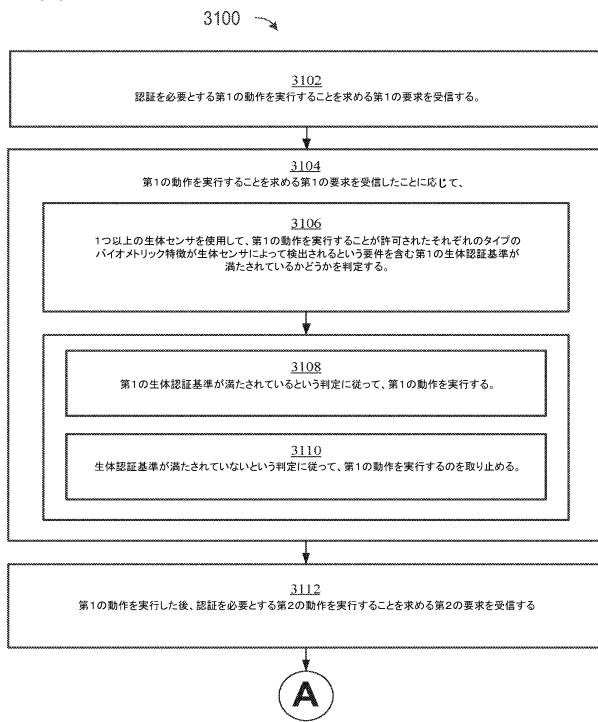 3100
3102
認証を必要とする第1の動作を実行することを求める第1の要求を受信する。
3104
第1の動作を実行することを求める第1の要求を受信したことに応じて、
3106
1つ以上の生体センサを使用して、第1の動作を実行することが許可されたそれぞれのタイプの
バイオメトリック特徴が生体センサによって検出されるという要件を含む第1の生体認証基準が
満たされているかどうかを判定する。
3108
第1の生体認証基準が満たされているという判定に従って、第1の動作を実行する。
3110
生体認証基準が満たされていないという判定に従って、第1の動作を実行するのを取り止める。
3112
第1の動作を実行した後、認証を必要とする第2の動作を実行することを求める第2の要求を受信する
A